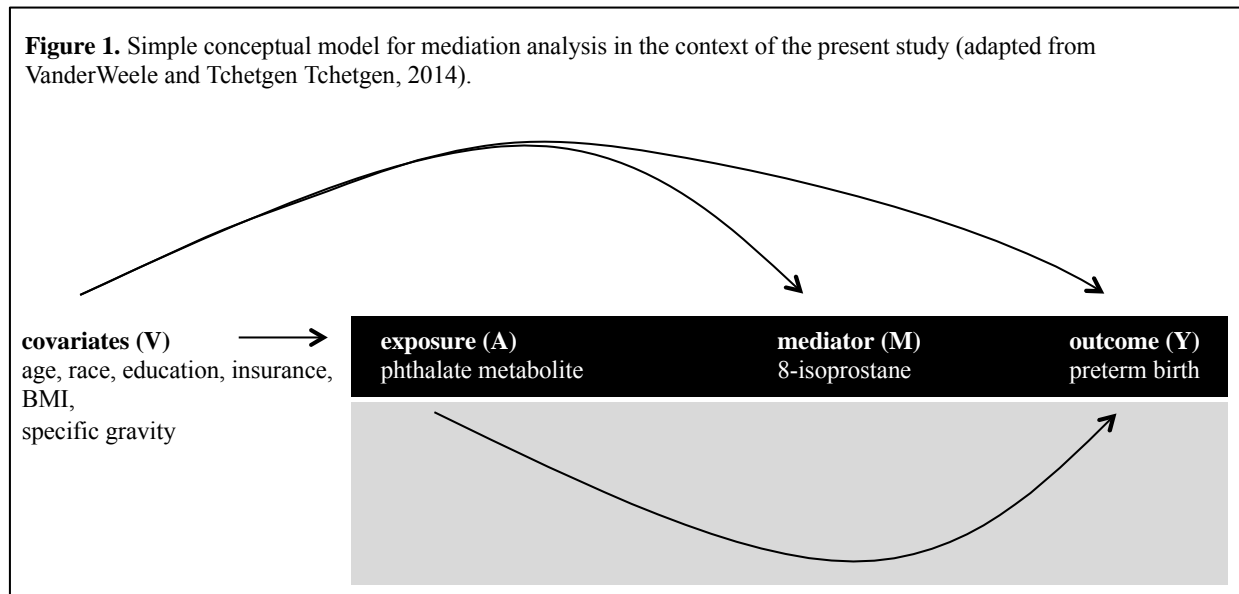 Figure 1. Simple conceptual model for mediation analysis in the context of the present study (adapted from
VanderWeele and Tchetgen Tchetgen, 2014).
covariates (V)
age, race, education, insurance,
BMI,
specific gravity
exposure (A)
phthalate metabolite
mediator (M)
8-isoprostane
outcome (Y)
preterm birth